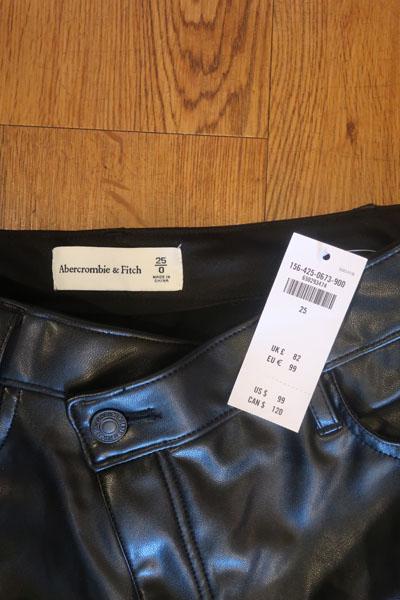 Abercrombie & Fitch
25
0
MADE IN
CHINA
156-425-0673-900
630293474
25
UK £ 82
EU € 99
US $ 99
CAN $ 120